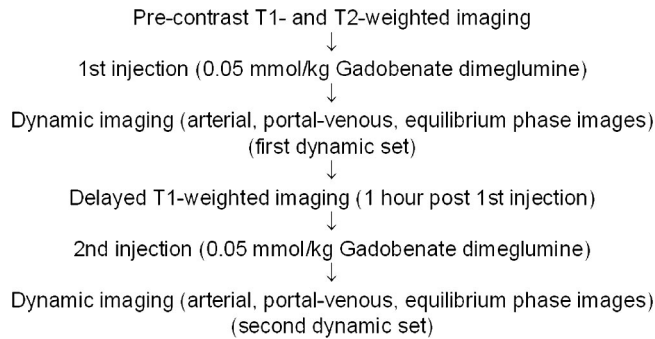 Pre-contrast T1- and T2-weighted imaging
↓
1st injection (0.05 mmol/kg Gadobenate dimeglumine)
↓
Dynamic imaging (arterial, portal-venous, equilibrium phase images)
(first dynamic set)
↓
Delayed T1-weighted imaging (1 hour post 1st injection)
↓
2nd injection (0.05 mmol/kg Gadobenate dimeglumine)
↓
Dynamic imaging (arterial, portal-venous, equilibrium phase images)
(second dynamic set)